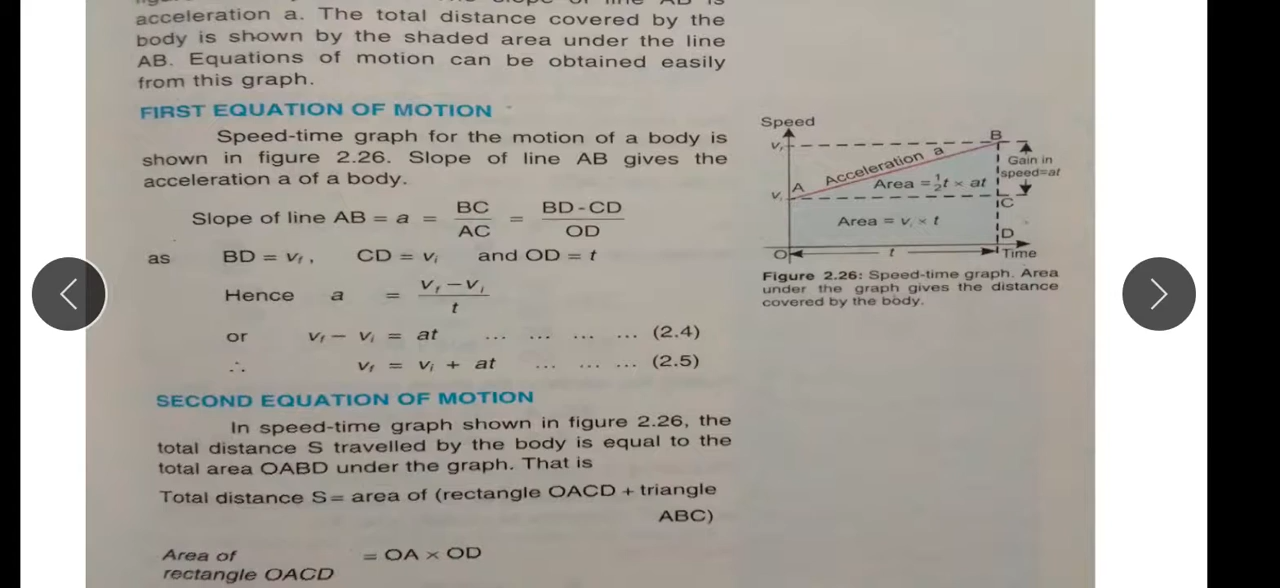 acceleration a. The total distance covered by the
body is shown by the shaded area under the line
AB. Equations of motion can be obtained easily
from this graph.
FIRST EQUATION OF MOTION
Speed-time graph for the motion of a body is
shown in figure 2.26. Slope of line AB gives the
acceleration a of a body.
Slope of line AB = a = BC/AC = BD-CD/OD
as BD = vf , CD = vi and OD = t
Hence a = vf – vi / t
or vf – vi = at ... ... ... ... (2.4)
∴ vf = vi + at ... ... ... (2.5)
SECOND EQUATION OF MOTION
In speed-time graph shown in figure 2.26, the
total distance S travelled by the body is equal to the
total area OABD under the graph. That is
Total distance S = area of (rectangle OACD + triangle
ABC)
Area of = OA × OD
rectangle OACD
Speed
vf
B
Gain in
speed=at
Acceleration a
A
Area = ½t × at
vi
C
Area = vi × t
D
O
t
Time
Figure 2.26: Speed-time graph. Area
under the graph gives the distance
covered by the body.